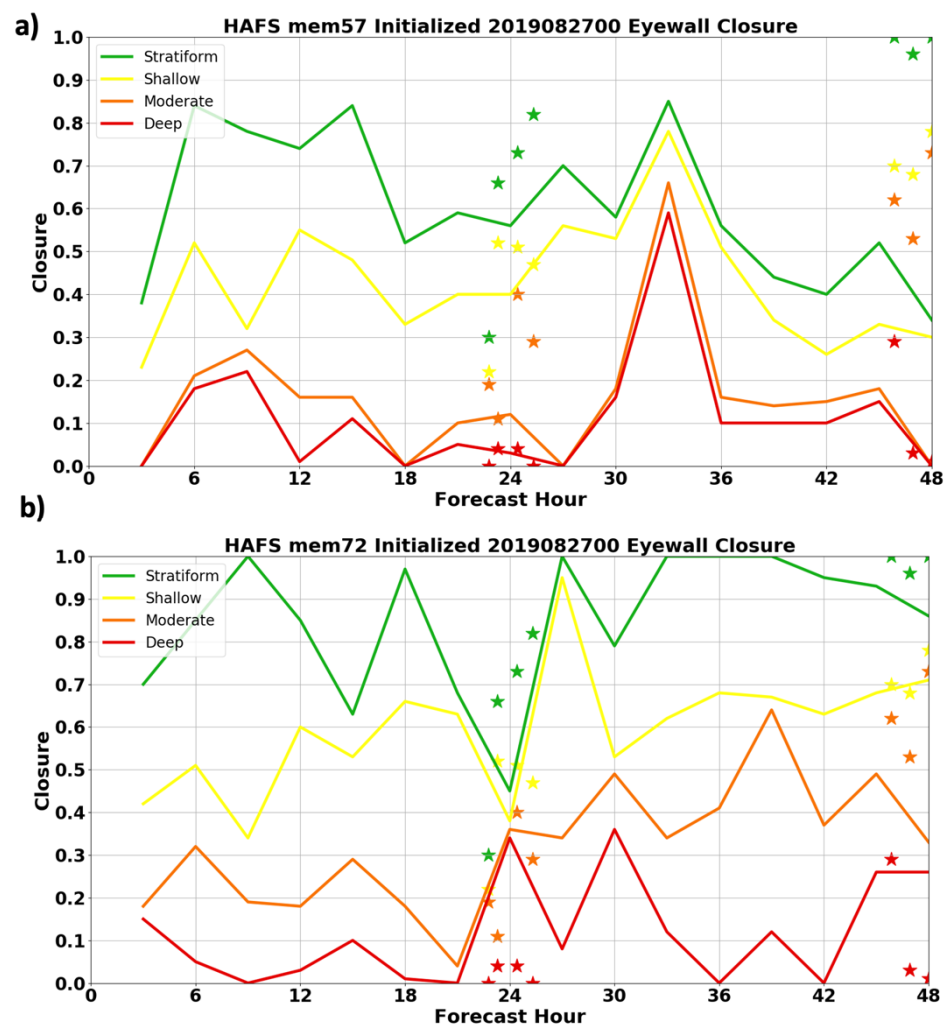 a)
HAFS mem57 Initialized 2019082700 Eyewall Closure
1.0
0.9
0.8
0.7
0.6
0.5
0.4
0.3
0.2
0.1
0.0
Closure
Stratiform
Shallow
Moderate
Deep
0 6 12 18 24 30 36 42 48
Forecast Hour
b)
HAFS mem72 Initialized 2019082700 Eyewall Closure
1.0
0.9
0.8
0.7
0.6
0.5
0.4
0.3
0.2
0.1
0.0
Closure
Stratiform
Shallow
Moderate
Deep
0 6 12 18 24 30 36 42 48
Forecast Hour